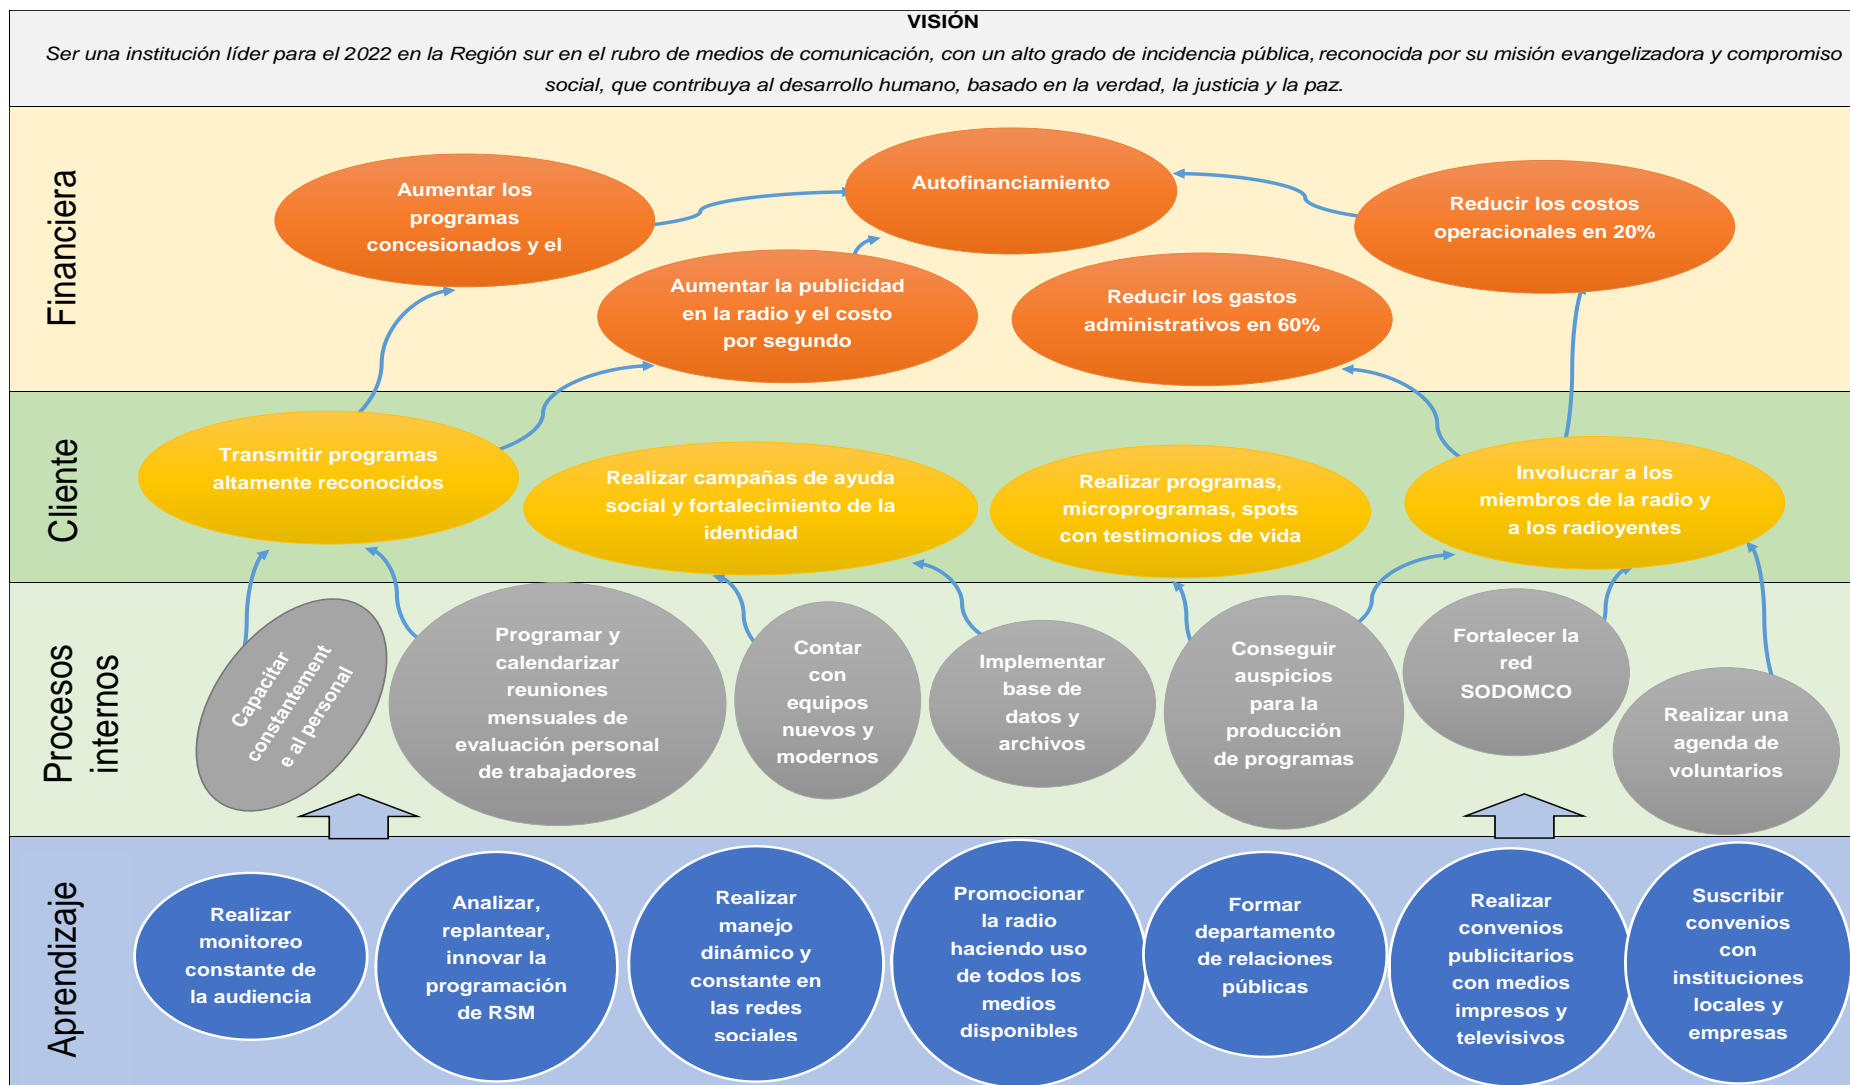 VISIÓN
Ser una institución líder para el 2022 en la Región sur en el rubro de medios de comunicación, con un alto grado de incidencia pública, reconocida por su misión evangelizadora y compromiso
social, que contribuya al desarrollo humano, basado en la verdad, la justicia y la paz.
Financiera
Aumentar los
programas
concesionados y el
Autofinanciamiento
Reducir los costos
operacionales en 20%
Aumentar la publicidad
en la radio y el costo
por segundo
Reducir los gastos
administrativos en 60%
Cliente
Transmitir programas
altamente reconocidos
Realizar campañas de ayuda
social y fortalecimiento de la
identidad
Realizar programas,
microprogramas, spots
con testimonios de vida
Involucrar a los
miembros de la radio y
a los radioyentes
Procesos
internos
Capacitar
constantement
e al personal
Programar y
calendarizar
reuniones
mensuales de
evaluación personal
de trabajadores
Contar
con
equipos
nuevos y
modernos
Implementar
base de
datos y
archivos
Conseguir
auspicios
para la
producción
de programas
Fortalecer la
red
SODOMCO
Realizar una
agenda de
voluntarios
Aprendizaje
Realizar
monitoreo
constante de
la audiencia
Analizar,
replantear,
innovar la
programación
de RSM
Realizar
manejo
dinámico y
constante en
las redes
sociales
Promocionar
la radio
haciendo uso
de todos los
medios
disponibles
Formar
departamento
de relaciones
públicas
Realizar
convenios
publicitarios
con medios
impresos y
televisivos
Suscribir
convenios
con
instituciones
locales y
empresas